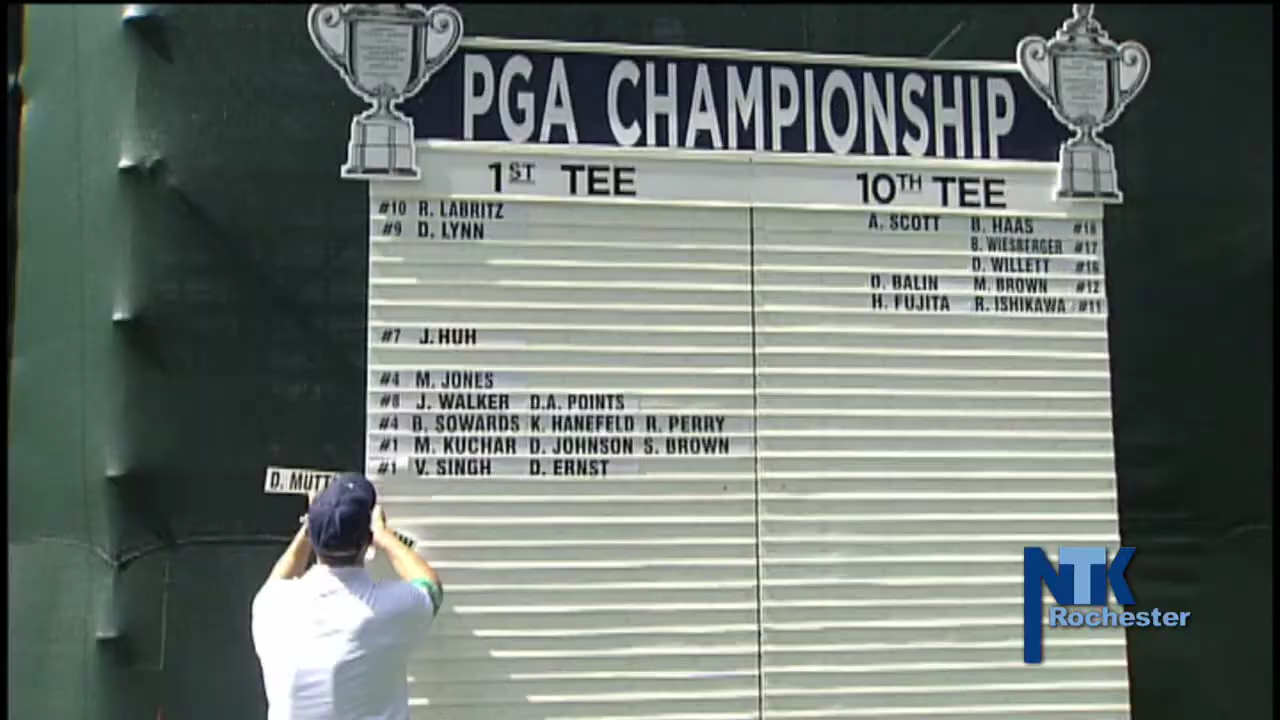 PGA CHAMPIONSHIP
1ST TEE
#10 R. LABRITZ
#9 D. LYNN
#7 J. HUH
#4 M. JONES
#8 J. WALKER D.A. POINTS
#4 B. SOWARDS K. HANEFELD R. PERRY
#1 M. KUCHAR D. JOHNSON S. BROWN
#1 V. SINGH D. ERNST
D. MUTT
10TH TEE
A. SCOTT B. HAAS #18
B. WIESBERGER #17
D. WILLETT #16
D. BALIN M. BROWN #12
H. FUJITA R. ISHIKAWA #11
NTK
Rochester